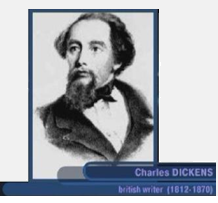 Charles DICKENS
british writer (1812-1870)